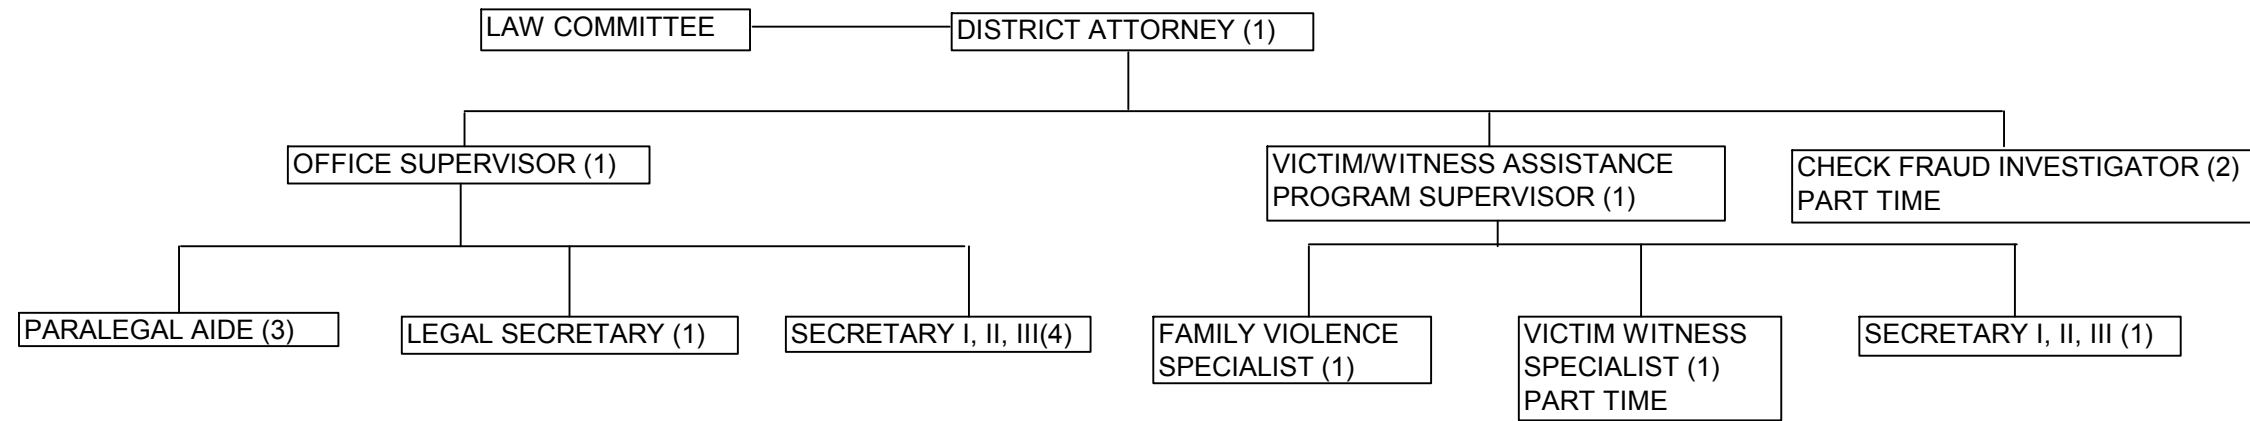 LAW COMMITTEE
DISTRICT ATTORNEY (1)
OFFICE SUPERVISOR (1)
VICTIM/WITNESS ASSISTANCE
PROGRAM SUPERVISOR (1)
CHECK FRAUD INVESTIGATOR (2)
PART TIME
PARALEGAL AIDE (3)
LEGAL SECRETARY (1)
SECRETARY I, II, III(4)
FAMILY VIOLENCE
SPECIALIST (1)
VICTIM WITNESS
SPECIALIST (1)
PART TIME
SECRETARY I, II, III (1)